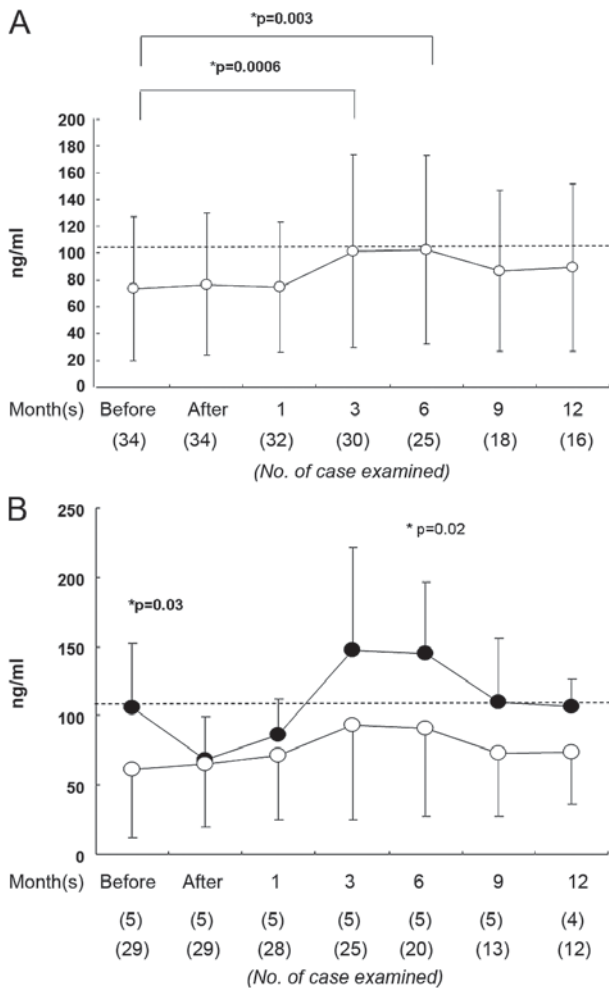 A
*p=0.003
*p=0.0006
200
180
160
140
120
100
80
60
40
20
0
ng/ml
Month(s) Before After 1 3 6 9 12
(34) (34) (32) (30) (25) (18) (16)
(No. of case examined)
B
250
200
150
100
50
0
ng/ml
* p=0.02
*p=0.03
Month(s) Before After 1 3 6 9 12
(5) (5) (5) (5) (5) (5) (4)
(29) (29) (28) (25) (20) (13) (12)
(No. of case examined)